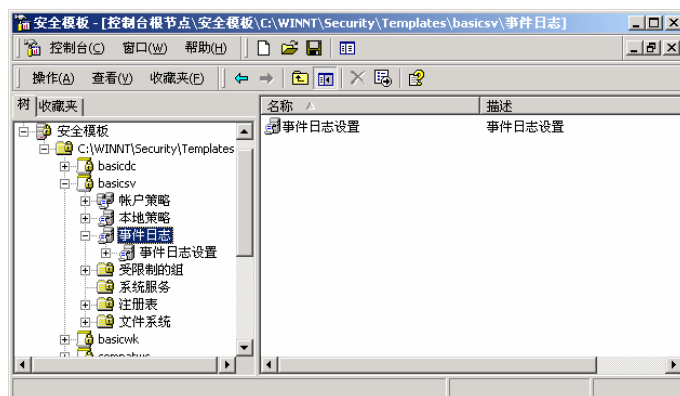 安全模板 - [控制台根节点\安全模板\C:\WINNT\Security\Templates\basicsv\事件日志]
控制台(C) 窗口(W) 帮助(H)
操作(A) 查看(V) 收藏夹(F)
树 收藏夹
名称 描述
安全模板
C:\WINNT\Security\Templates
basicdc
basicsv
帐户策略
本地策略
事件日志
事件日志设置
受限制的组
系统服务
注册表
文件系统
basicwk
事件日志设置 事件日志设置